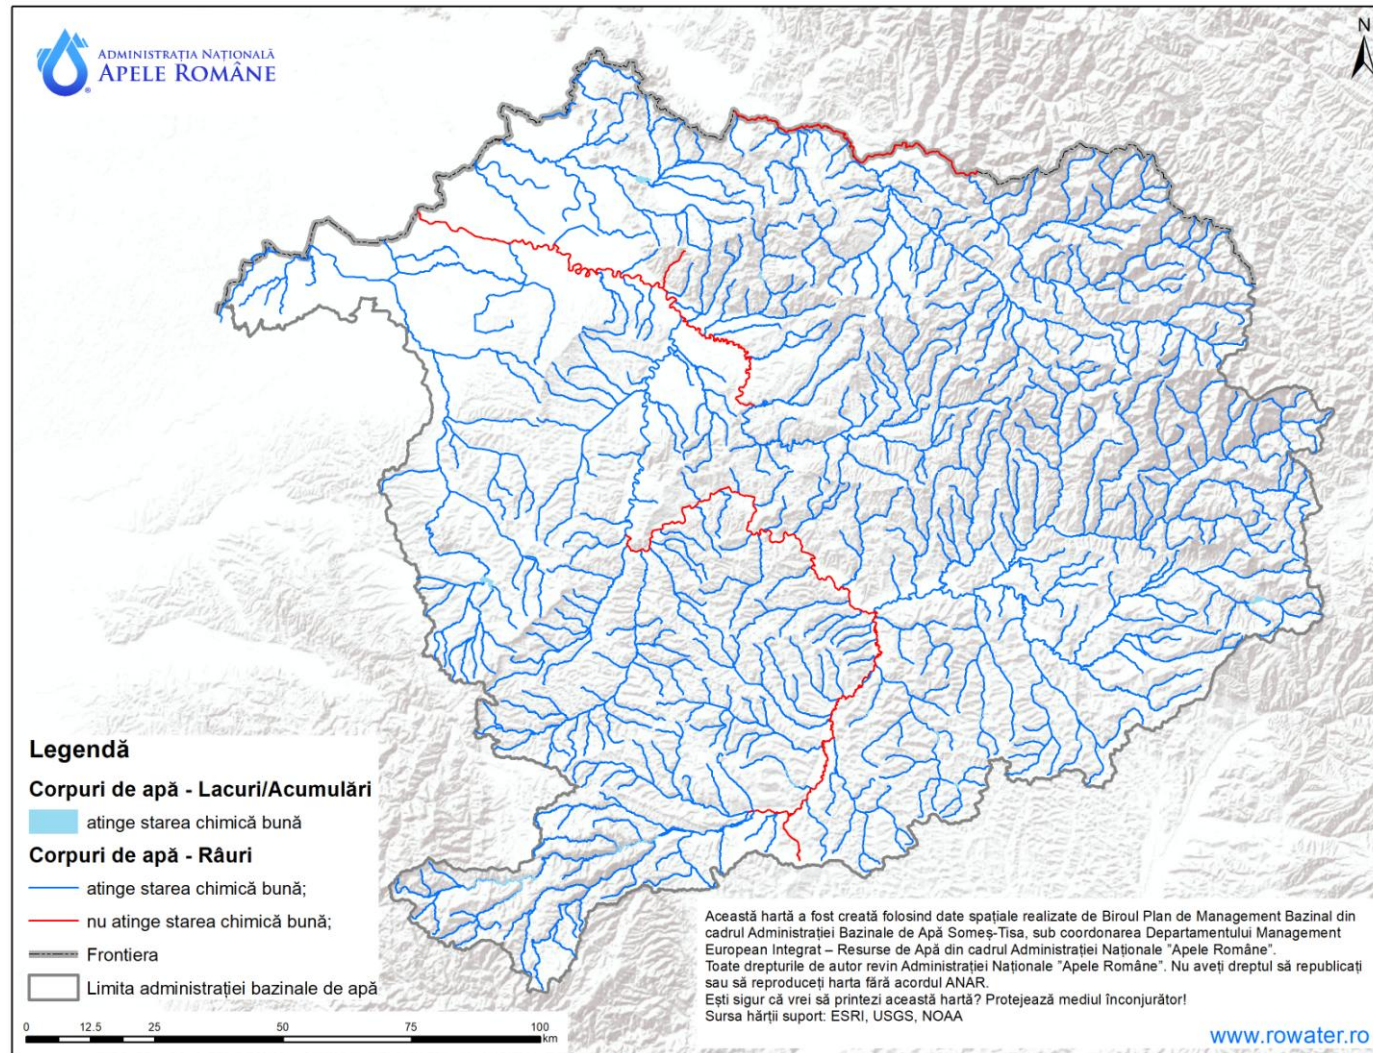 ADMINISTRAȚIA NAȚIONALĂ
APELE ROMÂNE
®
N
Legendă
Corpuri de apă - Lacuri/Acumulări
atinge starea chimică bună
Corpuri de apă - Râuri
atinge starea chimică bună;
nu atinge starea chimică bună;
Frontiera
Limita administrației bazinale de apă
0 12.5 25 50 75 100
km
Această hartă a fost creată folosind date spațiale realizate de Biroul Plan de Management Bazinal din
cadrul Administrației Bazinale de Apă Someș-Tisa, sub coordonarea Departamentului Management
European Integrat – Resurse de Apă din cadrul Administrației Naționale "Apele Române".
Toate drepturile de autor revin Administrației Naționale "Apele Române". Nu aveți dreptul să republicați
sau să reproduceți harta fără acordul ANAR.
Ești sigur că vrei să printezi această hartă? Protejează mediul înconjurător!
Sursa hărții suport: ESRI, USGS, NOAA
www.rowater.ro